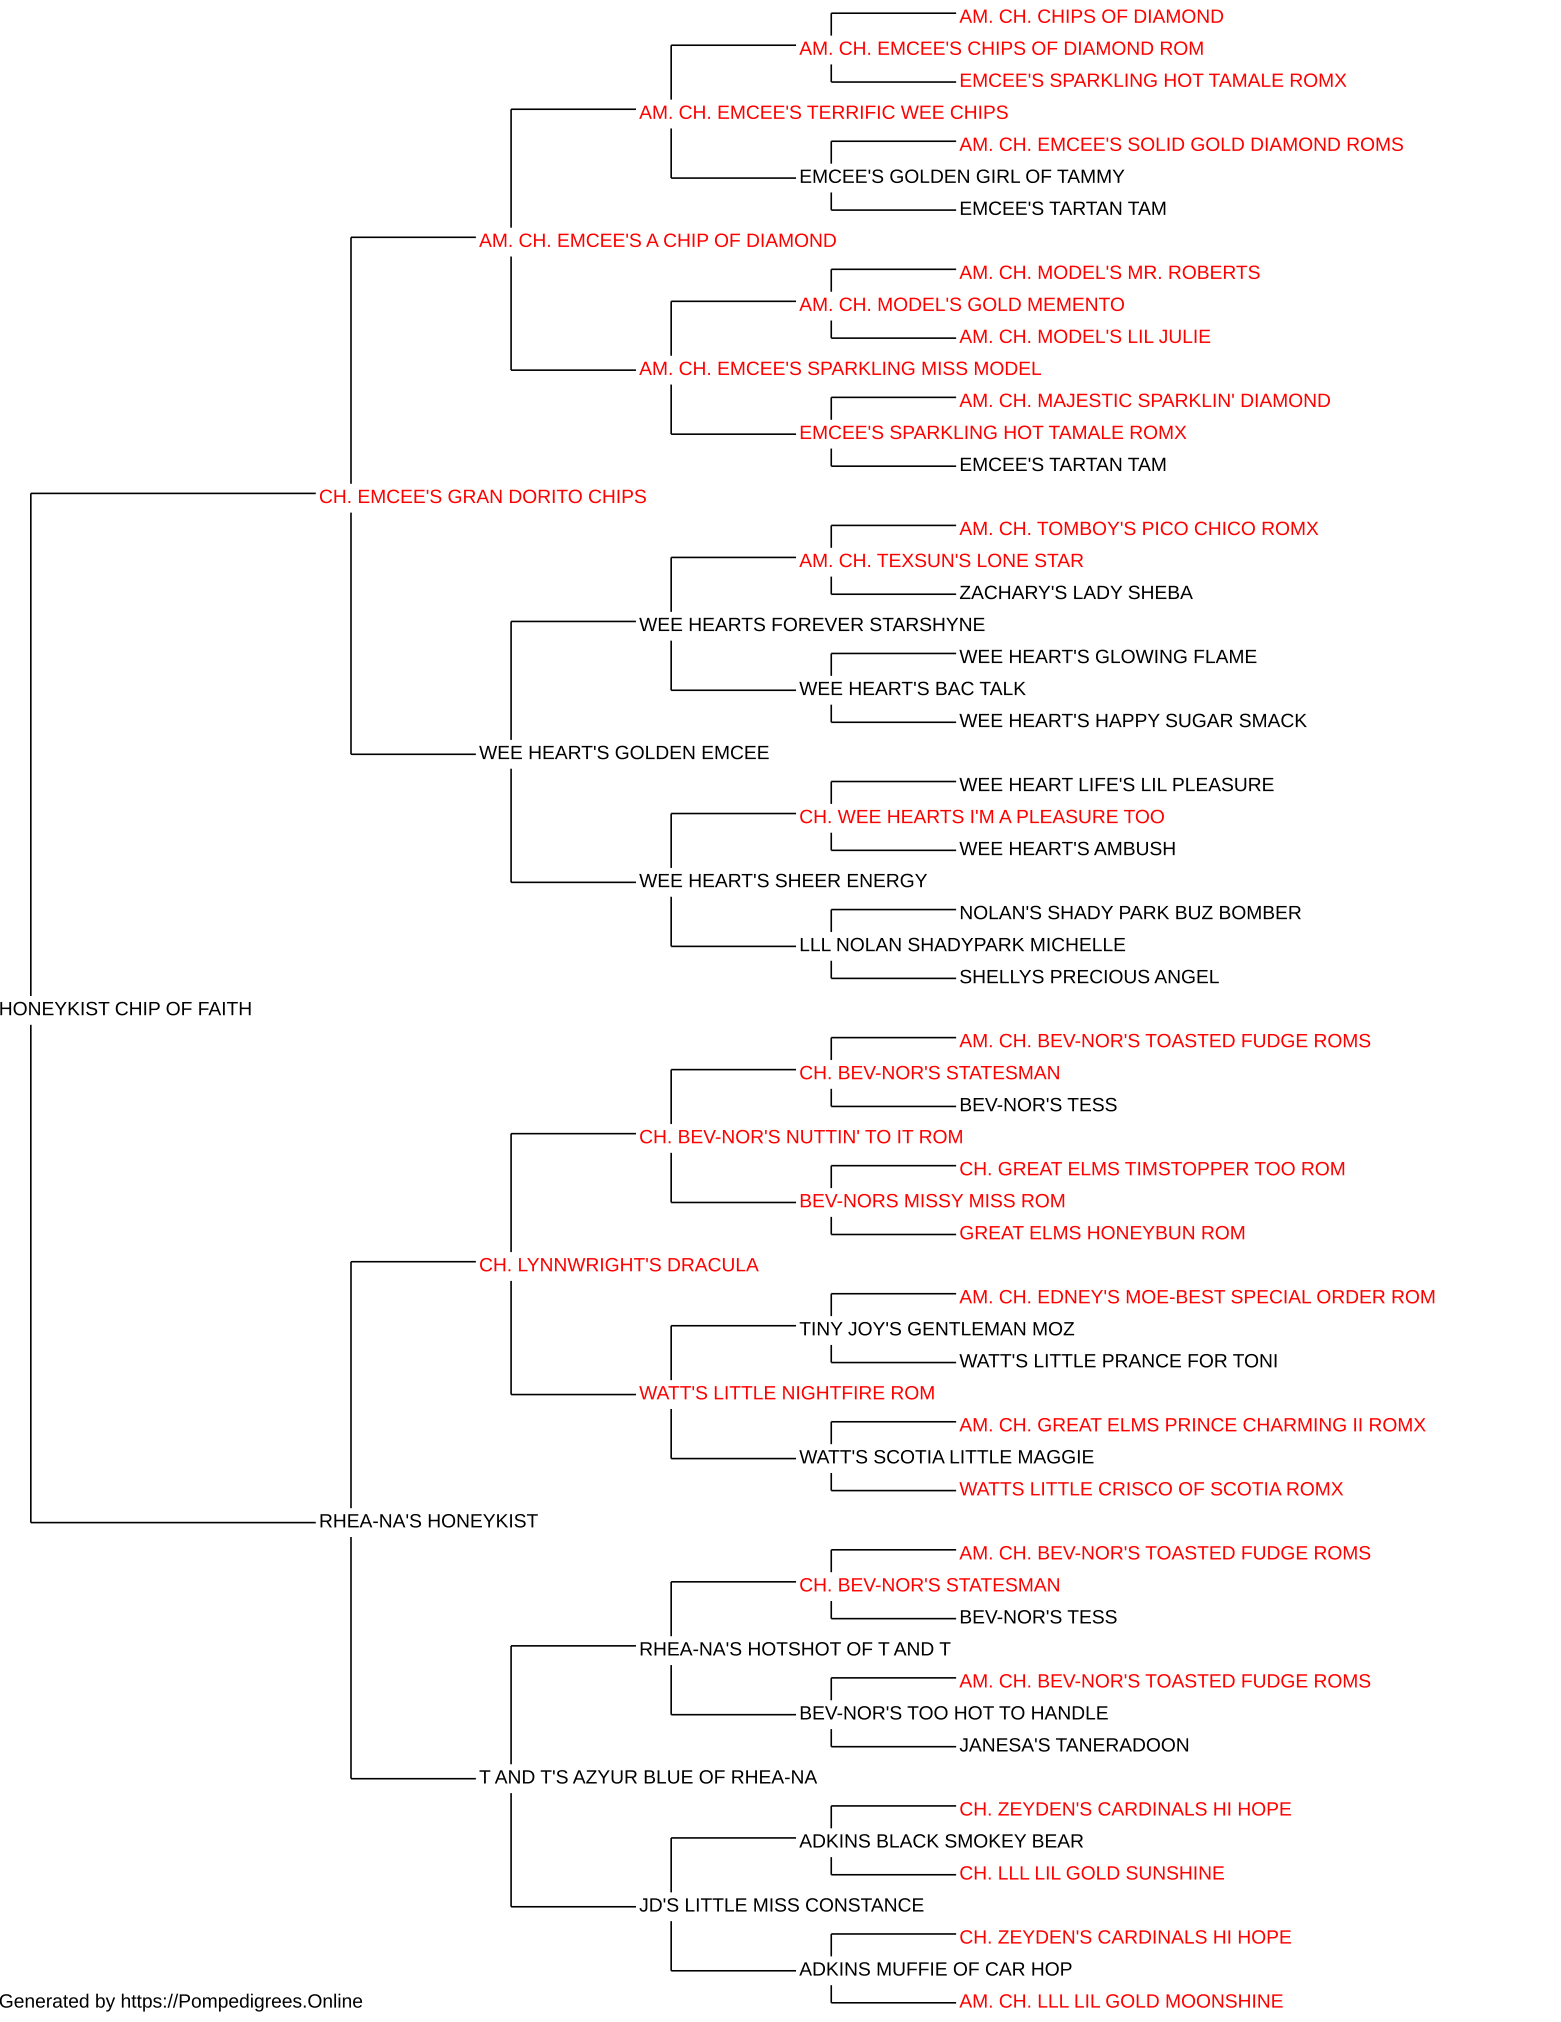 AM. CH. CHIPS OF DIAMOND
AM. CH. EMCEE'S CHIPS OF DIAMOND ROM
EMCEE'S SPARKLING HOT TAMALE ROMX
AM. CH. EMCEE'S TERRIFIC WEE CHIPS
AM. CH. EMCEE'S SOLID GOLD DIAMOND ROMS
EMCEE'S GOLDEN GIRL OF TAMMY
EMCEE'S TARTAN TAM
AM. CH. EMCEE'S A CHIP OF DIAMOND
AM. CH. MODEL'S MR. ROBERTS
AM. CH. MODEL'S GOLD MEMENTO
AM. CH. MODEL'S LIL JULIE
AM. CH. EMCEE'S SPARKLING MISS MODEL
AM. CH. MAJESTIC SPARKLIN' DIAMOND
EMCEE'S SPARKLING HOT TAMALE ROMX
EMCEE'S TARTAN TAM
CH. EMCEE'S GRAN DORITO CHIPS
AM. CH. TOMBOY'S PICO CHICO ROMX
AM. CH. TEXSUN'S LONE STAR
ZACHARY'S LADY SHEBA
WEE HEARTS FOREVER STARSHYNE
WEE HEART'S GLOWING FLAME
WEE HEART'S BAC TALK
WEE HEART'S HAPPY SUGAR SMACK
WEE HEART'S GOLDEN EMCEE
WEE HEART LIFE'S LIL PLEASURE
CH. WEE HEARTS I'M A PLEASURE TOO
WEE HEART'S AMBUSH
WEE HEART'S SHEER ENERGY
NOLAN'S SHADY PARK BUZ BOMBER
LLL NOLAN SHADYPARK MICHELLE
SHELLYS PRECIOUS ANGEL
HONEYKIST CHIP OF FAITH
AM. CH. BEV-NOR'S TOASTED FUDGE ROMS
CH. BEV-NOR'S STATESMAN
BEV-NOR'S TESS
CH. BEV-NOR'S NUTTIN' TO IT ROM
CH. GREAT ELMS TIMSTOPPER TOO ROM
BEV-NORS MISSY MISS ROM
GREAT ELMS HONEYBUN ROM
CH. LYNNWRIGHT'S DRACULA
AM. CH. EDNEY'S MOE-BEST SPECIAL ORDER ROM
TINY JOY'S GENTLEMAN MOZ
WATT'S LITTLE PRANCE FOR TONI
WATT'S LITTLE NIGHTFIRE ROM
AM. CH. GREAT ELMS PRINCE CHARMING II ROMX
WATT'S SCOTIA LITTLE MAGGIE
WATTS LITTLE CRISCO OF SCOTIA ROMX
RHEA-NA'S HONEYKIST
AM. CH. BEV-NOR'S TOASTED FUDGE ROMS
CH. BEV-NOR'S STATESMAN
BEV-NOR'S TESS
RHEA-NA'S HOTSHOT OF T AND T
AM. CH. BEV-NOR'S TOASTED FUDGE ROMS
BEV-NOR'S TOO HOT TO HANDLE
JANESA'S TANERADOON
T AND T'S AZYUR BLUE OF RHEA-NA
CH. ZEYDEN'S CARDINALS HI HOPE
ADKINS BLACK SMOKEY BEAR
CH. LLL LIL GOLD SUNSHINE
JD'S LITTLE MISS CONSTANCE
CH. ZEYDEN'S CARDINALS HI HOPE
ADKINS MUFFIE OF CAR HOP
AM. CH. LLL LIL GOLD MOONSHINE
Generated by https://Pompedigrees.Online